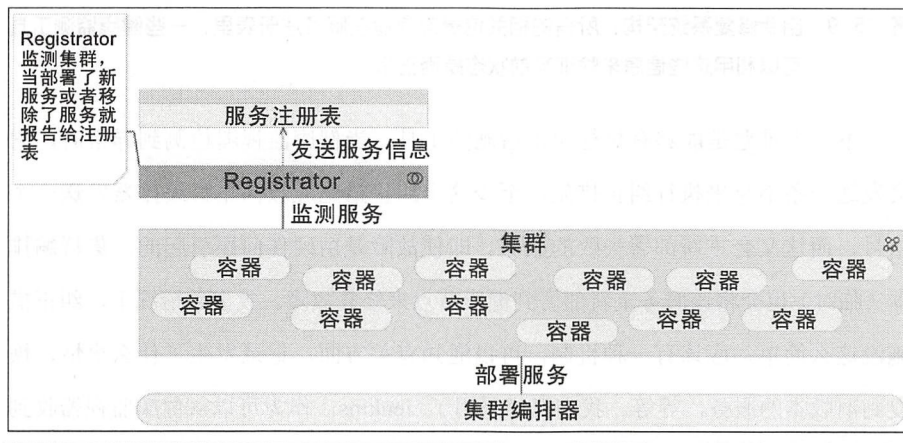 Registrator
监测集群，
当部署了新
服务或者移
除了服务就
报告给注册
表
服务注册表
发送服务信息
Registrator
监测服务
集群
容器
容器
容器
容器
容器
容器
容器
容器
容器
容器
容器
容器
部署服务
集群编排器